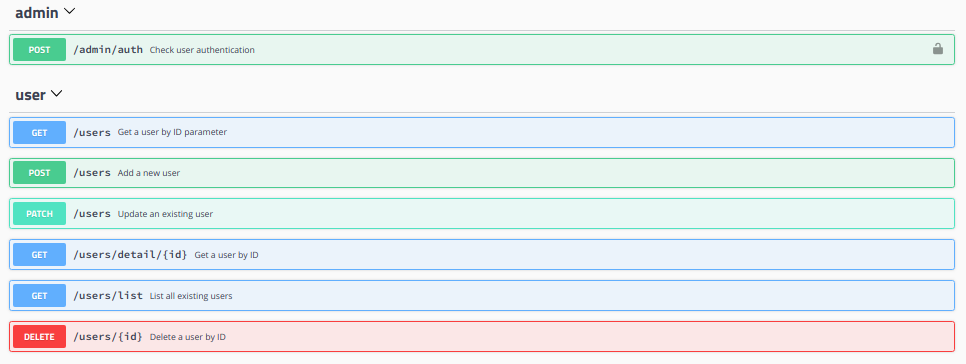 admin
POST /admin/auth Check user authentication
user
GET /users Get a user by ID parameter
POST /users Add a new user
PATCH /users Update an existing user
GET /users/detail/{id} Get a user by ID
GET /users/list List all existing users
DELETE /users/{id} Delete a user by ID